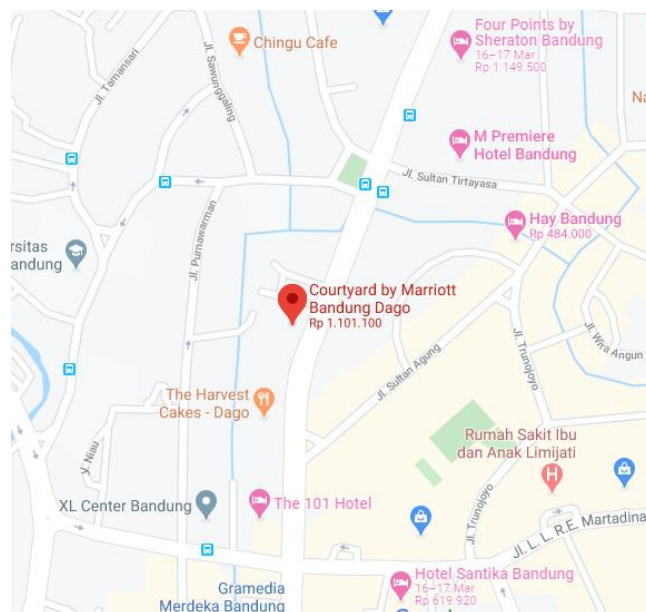 Four Points by
Sheraton Bandung
16–17 Mar
Rp 1.149.500
Chingu Cafe
Jl. Tamansari
Jl. Sawunggaling
Na
M Premiere
Hotel Bandung
Jl. Sultan Tirtayasa
Hay Bandung
Rp 484.000
rsitas
andung
Jl. Purnawarman
Courtyard by Marriott
Bandung Dago
Rp 1.101.100
Jl. Trunojoyo
Jl. Wira Angun
Jl. Sultan Agung
The Harvest
Cakes - Dago
Rumah Sakit Ibu
dan Anak Limijati
H
Jl. Niau
XL Center Bandung
The 101 Hotel
Jl. Trunojoyo
Jl. L. L. R.E. Martadina
Hotel Santika Bandung
16–17 Mar
Rp 619.920
Gramedia
Merdeka Bandung